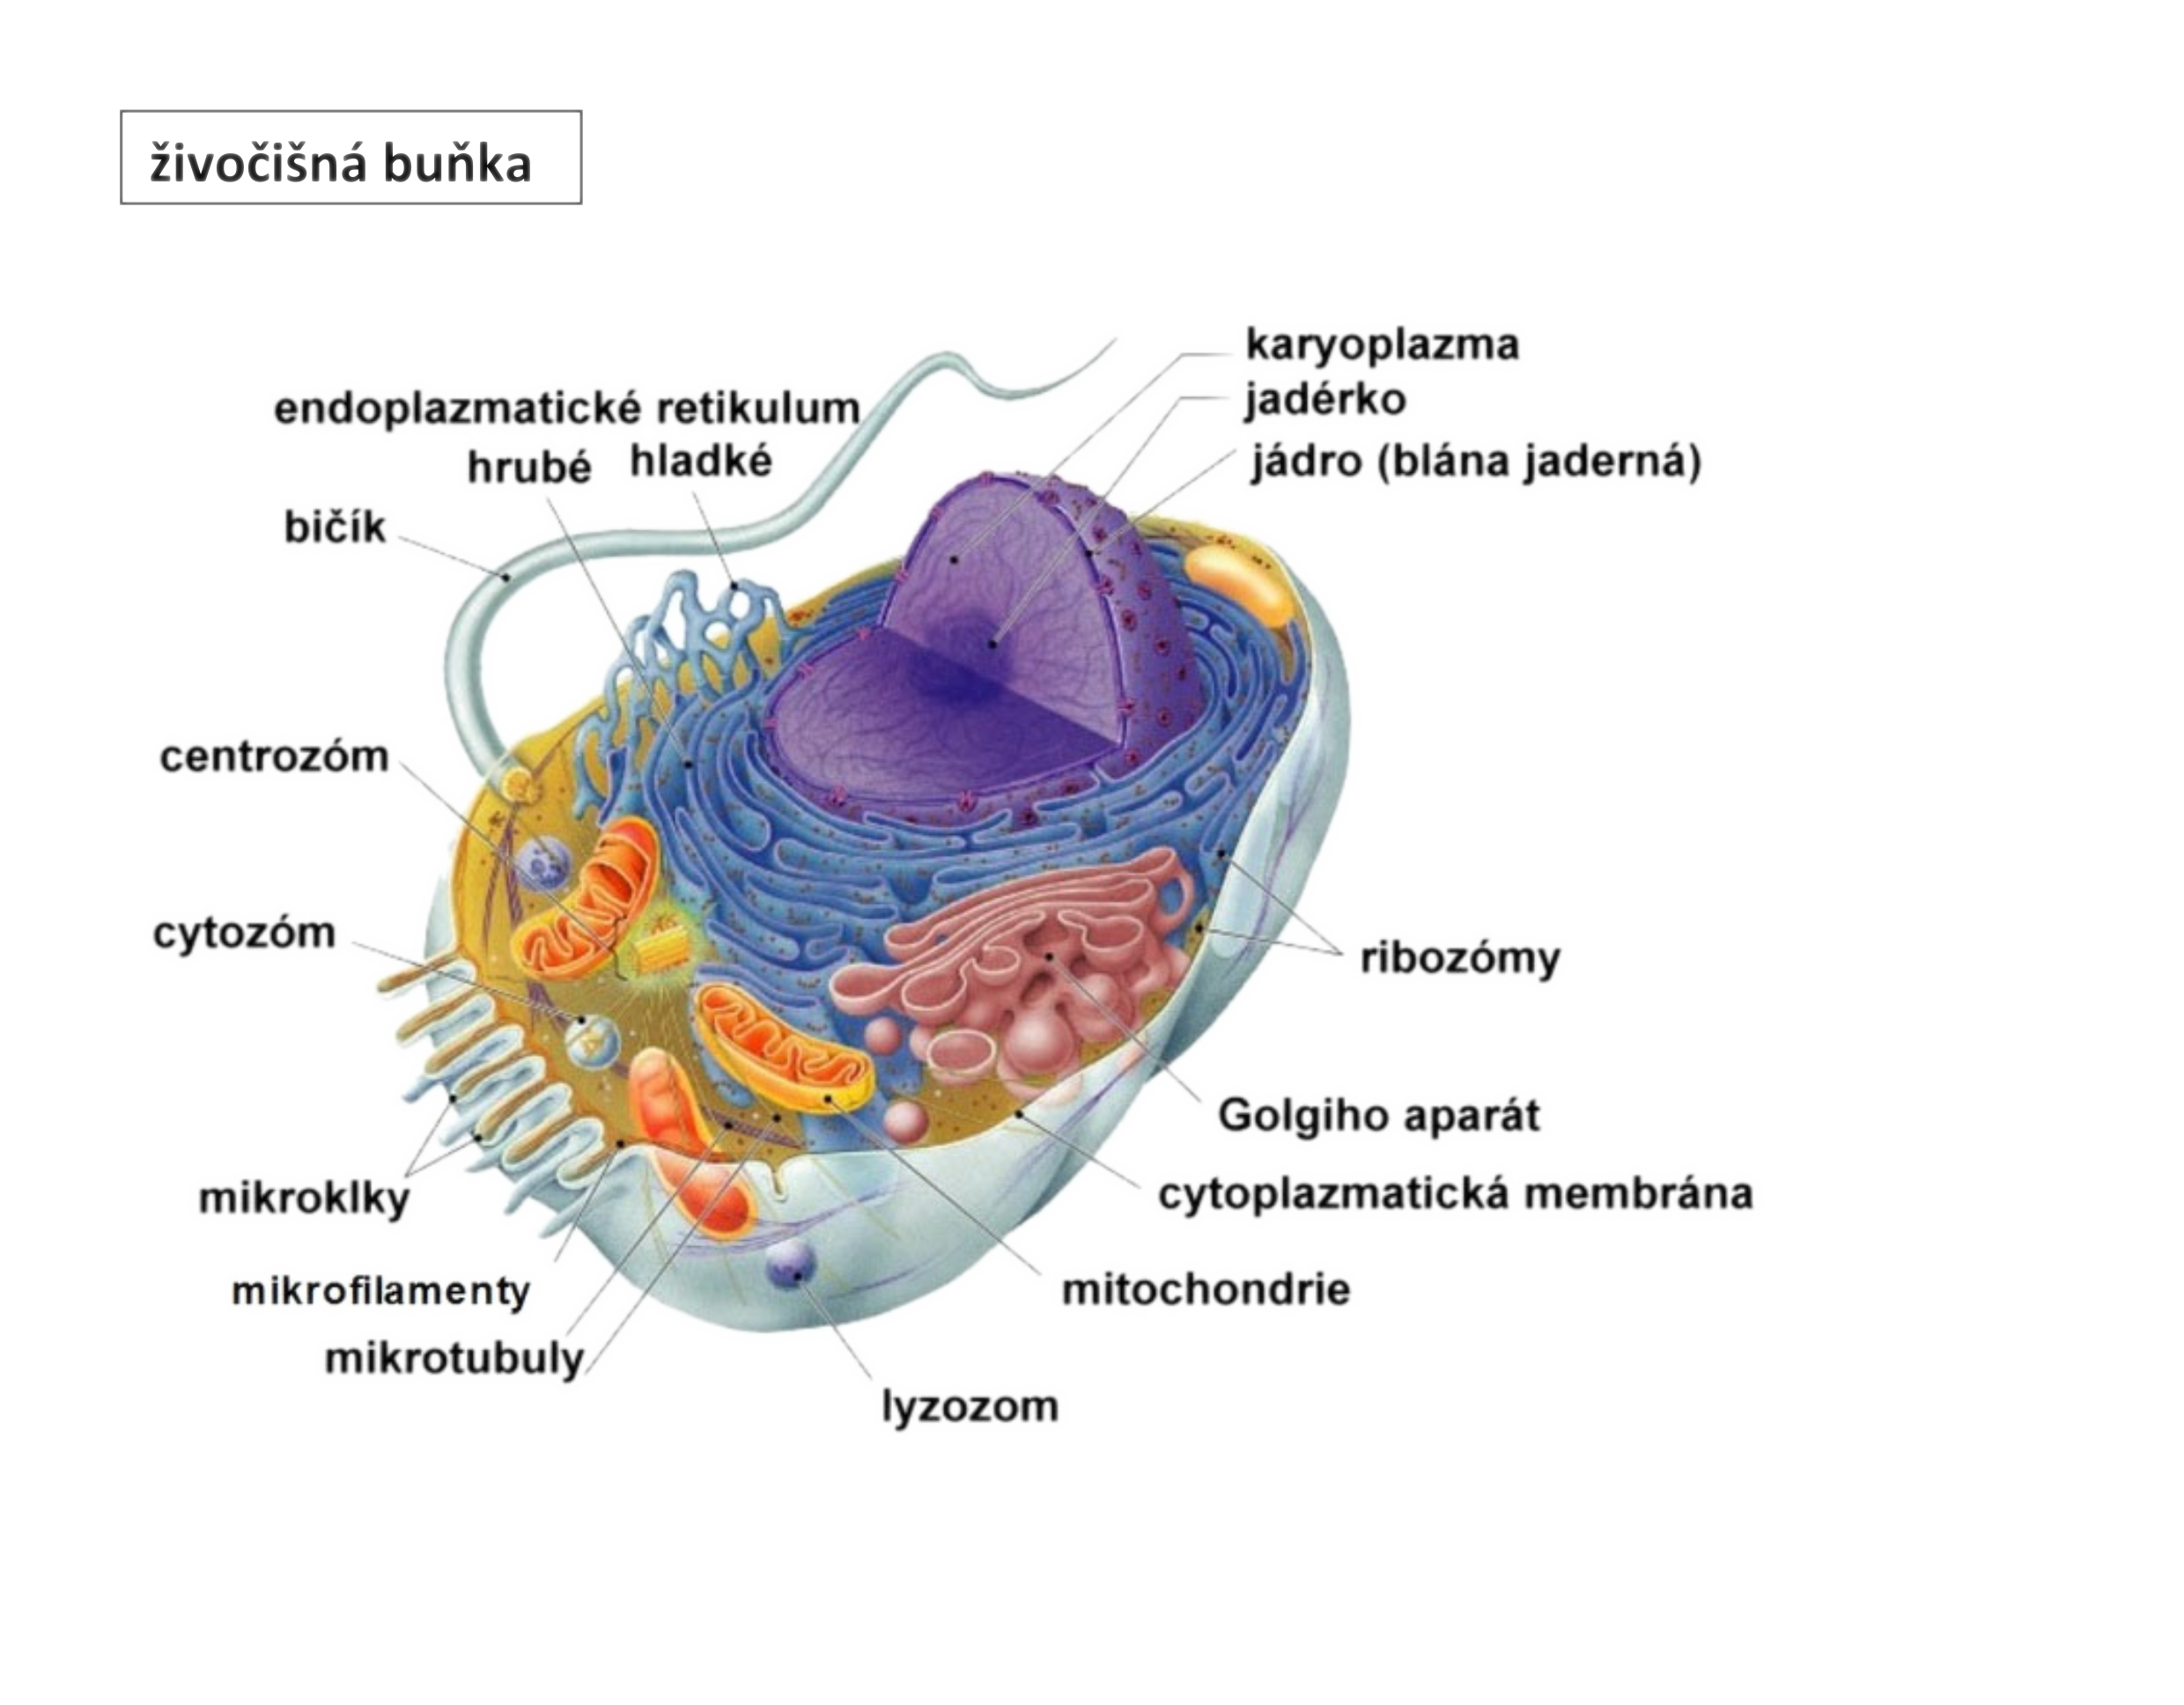 živočišná buňka
karyoplazma
jadérko
jádro (blána jaderná)
endoplazmatické retikulum
hrubé hladké
bičík
centrozóm
cytozóm
ribozómy
Golgiho aparát
mikroklky
cytoplazmatická membrána
mikrofilamenty
mitochondrie
mikrotubuly
lyzozom